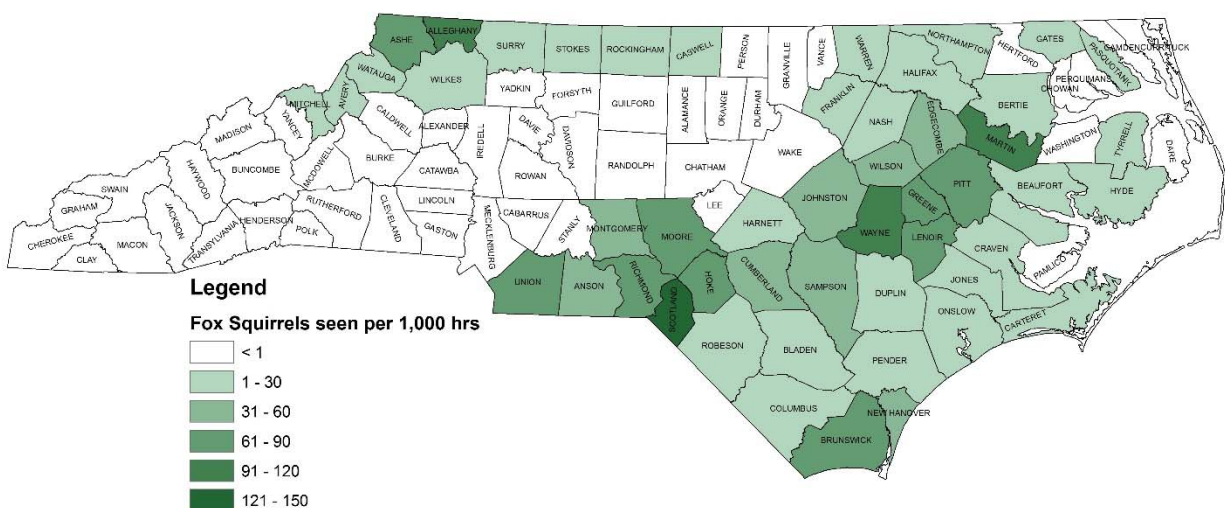 ASHE
ALLEGHANY
SURRY
STOKES
ROCKINGHAM
CASWELL
PERSON
GRANVILLE
VANCE
WARREN
NORTHAMPTON
HERTFORD
GATES
PASQUOTANK
CAMDEN
CURRITUCK
WATAUGA
WILKES
YADKIN
FORSYTH
GUILFORD
ALAMANCE
ORANGE
DURHAM
FRANKLIN
HALIFAX
BERTIE
PERQUIMANS
CHOWAN
MITCHELL
AVERY
YANCEY
CALDWELL
ALEXANDER
IREDELL
DAVIE
DAVIDSON
RANDOLPH
CHATHAM
WAKE
NASH
EDGECOMBE
MARTIN
WASHINGTON
TYRRELL
DARE
MADISON
BUNCOMBE
MCDOWELL
BURKE
CATAWBA
ROWAN
WILSON
PITT
BEAUFORT
HYDE
HAYWOOD
SWAIN
GRAHAM
JACKSON
HENDERSON
RUTHERFORD
CLEVELAND
LINCOLN
GASTON
MECKLENBURG
CABARRUS
STANLY
MONTGOMERY
MOORE
LEE
HARNETT
JOHNSTON
WAYNE
GREENE
LENOIR
CRAVEN
PAMLICO
CHEROKEE
CLAY
MACON
TRANSYLVANIA
POLK
UNION
ANSON
RICHMOND
SCOTLAND
HOKE
CUMBERLAND
SAMPSON
DUPLIN
JONES
ONSLOW
CARTERET
ROBESON
BLADEN
PENDER
COLUMBUS
BRUNSWICK
NEW HANOVER
Legend
Fox Squirrels seen per 1,000 hrs
< 1
1 - 30
31 - 60
61 - 90
91 - 120
121 - 150